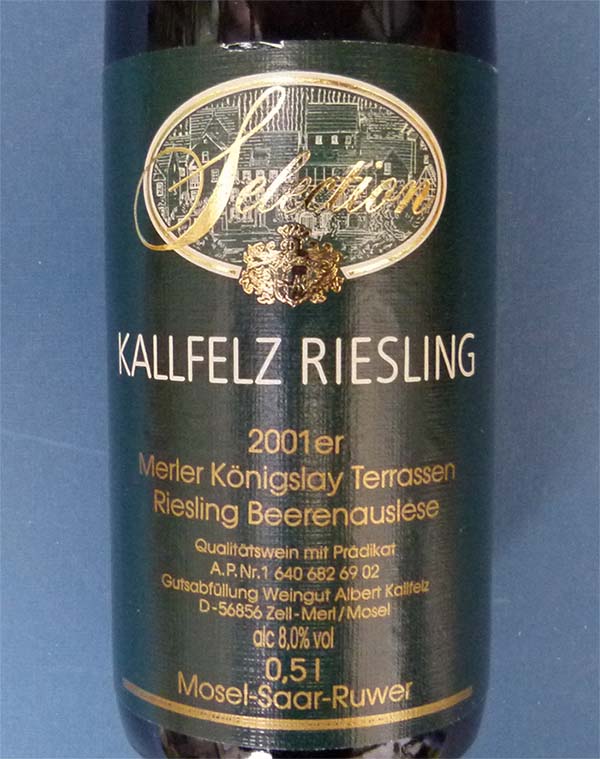 Selection
KALLFELZ RIESLING
2001er
Merler Königslay Terrassen
Riesling Beerenauslese
Qualitätswein mit Prädikat
A.P.Nr.1 640 682 69 02
Gutsabfüllung Weingut Albert Kallfelz
D-56856 Zell-Merl/Mosel
alc 8,0% vol
0,5 l
Mosel-Saar-Ruwer